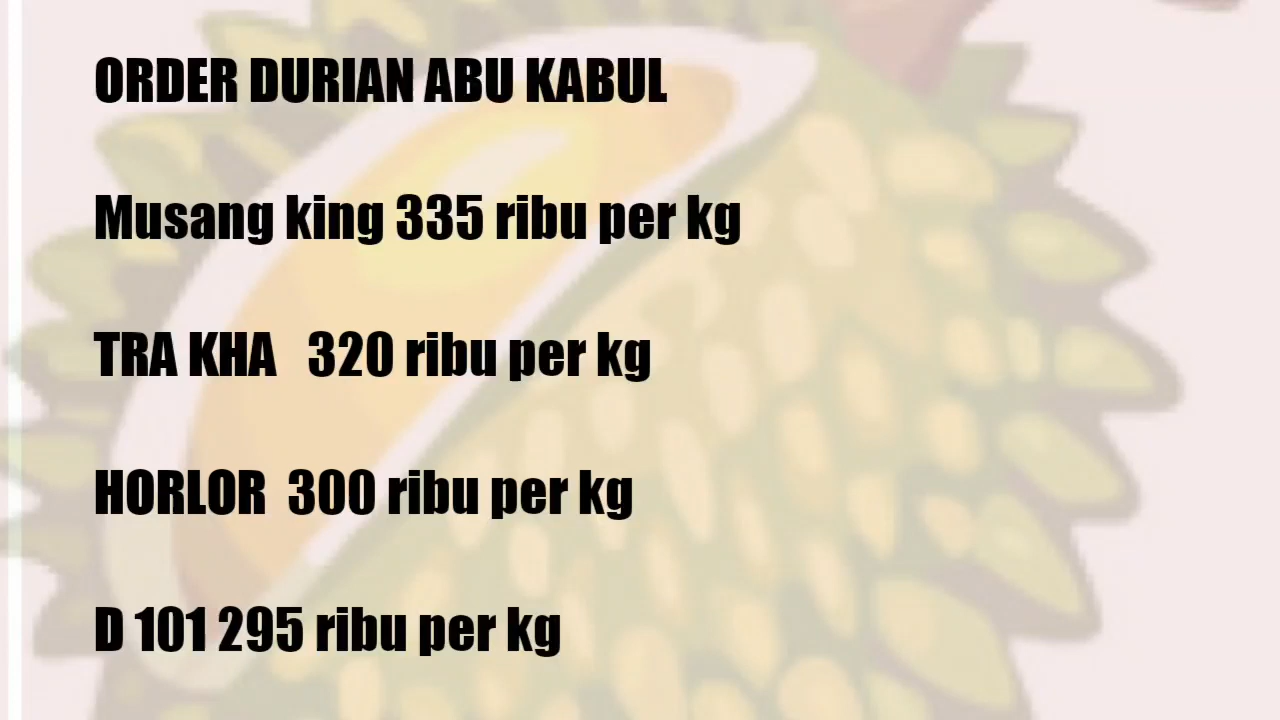 ORDER DURIAN ABU KABUL
Musang king 335 ribu per kg
TRA KHA   320 ribu per kg
HORLOR  300 ribu per kg
D 101 295 ribu per kg